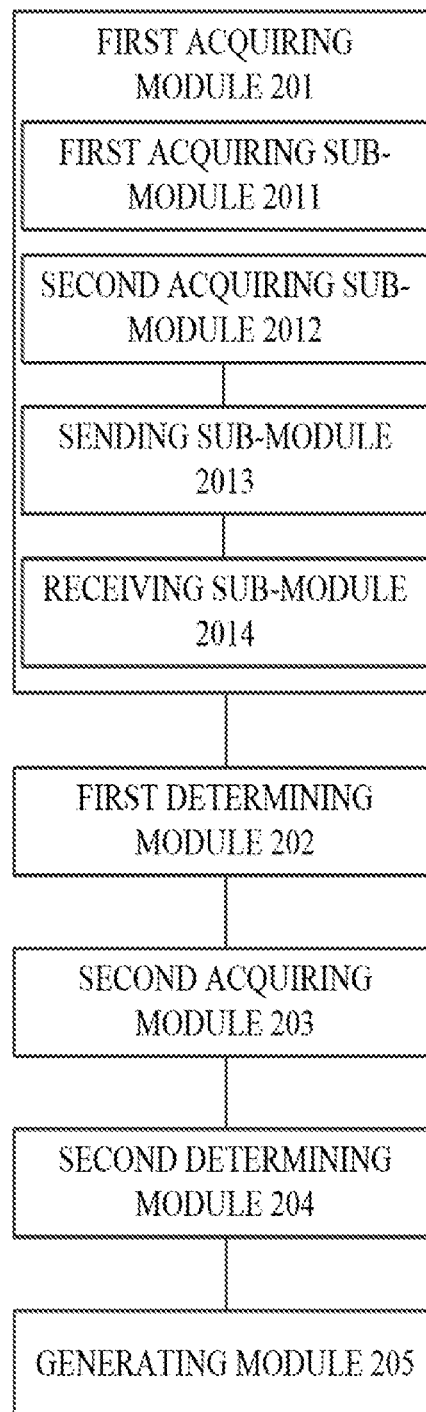 FIRST ACQUIRING
MODULE 201
FIRST ACQUIRING SUB-
MODULE 2011
SECOND ACQUIRING SUB-
MODULE 2012
SENDING SUB-MODULE
2013
RECEIVING SUB-MODULE
2014
FIRST DETERMINING
MODULE 202
SECOND ACQUIRING
MODULE 203
SECOND DETERMINING
MODULE 204
GENERATING MODULE 205